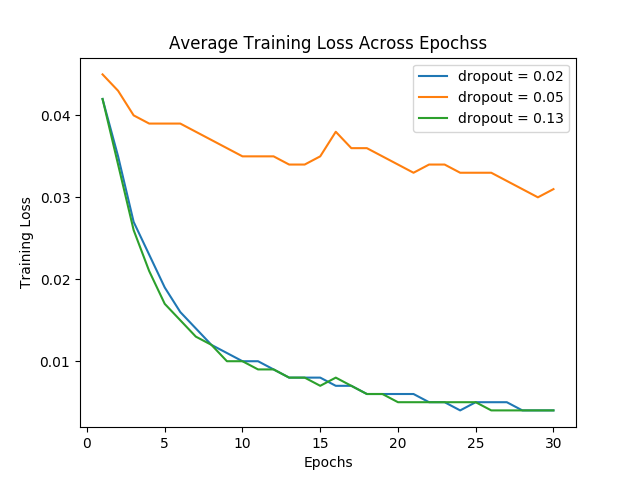 Average Training Loss Across Epochss
dropout = 0.02
dropout = 0.05
dropout = 0.13
Training Loss
0.04
0.03
0.02
0.01
0
5
10
15
20
25
30
Epochs